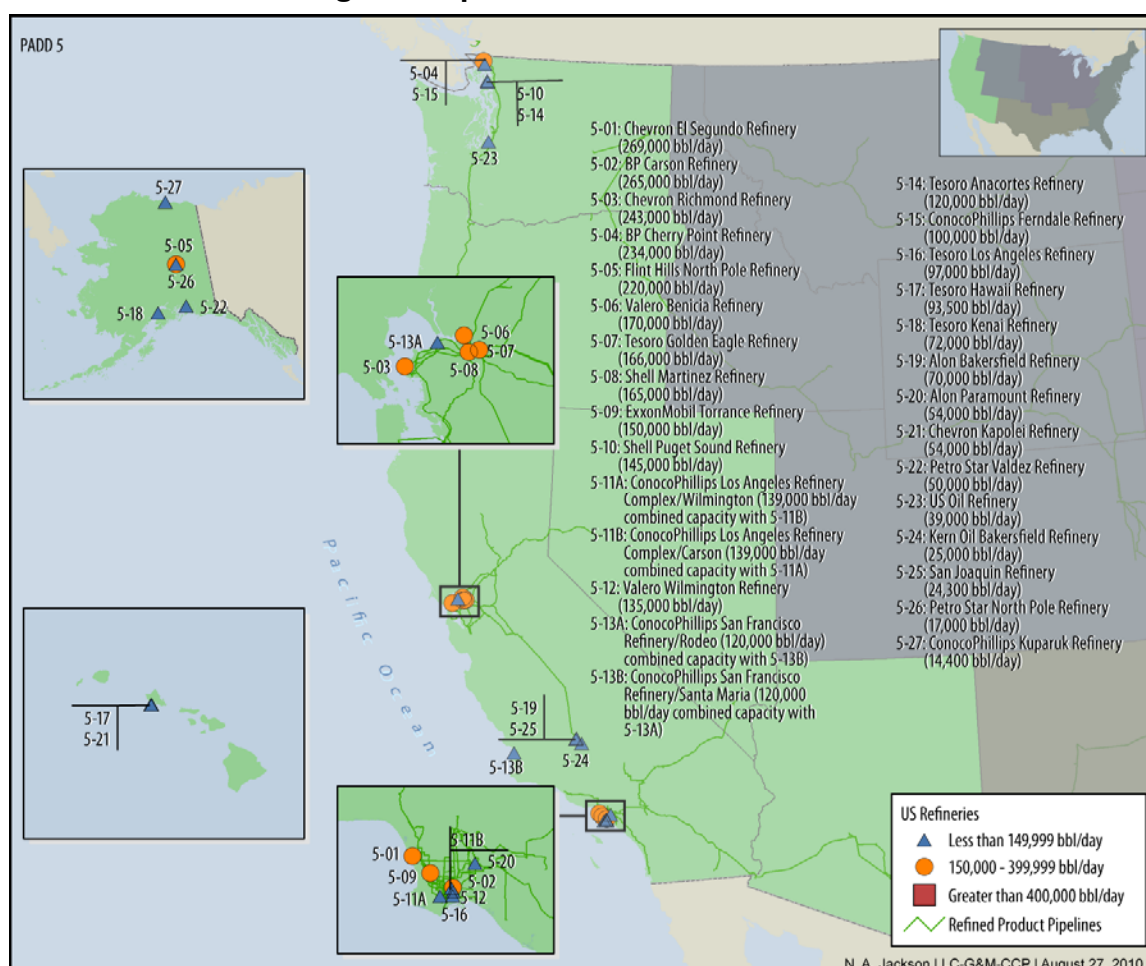 PADD 5
5-04
5-15
5-10
5-14
5-23
5-27
5-05
5-26
5-18
5-22
5-13A
5-03
5-06
5-07
5-08
5-01: Chevron El Segundo Refinery
(269,000 bbl/day)
5-02: BP Carson Refinery
(265,000 bbl/day)
5-03: Chevron Richmond Refinery
(243,000 bbl/day)
5-04: BP Cherry Point Refinery
(234,000 bbl/day)
5-05: Flint Hills North Pole Refinery
(220,000 bbl/day)
5-06: Valero Benicia Refinery
(170,000 bbl/day)
5-07: Tesoro Golden Eagle Refinery
(166,000 bbl/day)
5-08: Shell Martinez Refinery
(165,000 bbl/day)
5-09: ExxonMobil Torrance Refinery
(150,000 bbl/day)
5-10: Shell Puget Sound Refinery
(145,000 bbl/day)
5-11A: ConocoPhillips Los Angeles Refinery
Complex/Wilmington (139,000 bbl/day
combined capacity with 5-11B)
5-11B: ConocoPhillips Los Angeles Refinery
Complex/Carson (139,000 bbl/day
combined capacity with 5-11A)
5-12: Valero Wilmington Refinery
(135,000 bbl/day)
5-13A: ConocoPhillips San Francisco
Refinery/Rodeo (120,000 bbl/day)
combined capacity with 5-13B)
5-13B: ConocoPhillips San Francisco
Refinery/Santa Maria (120,000
bbl/day combined capacity with
5-13A)
5-14: Tesoro Anacortes Refinery
(120,000 bbl/day)
5-15: ConocoPhillips Ferndale Refinery
(100,000 bbl/day)
5-16: Tesoro Los Angeles Refinery
(97,000 bbl/day)
5-17: Tesoro Hawaii Refinery
(93,500 bbl/day)
5-18: Tesoro Kenai Refinery
(72,000 bbl/day)
5-19: Alon Bakersfield Refinery
(70,000 bbl/day)
5-20: Alon Paramount Refinery
(54,000 bbl/day)
5-21: Chevron Kapolei Refinery
(54,000 bbl/day)
5-22: Petro Star Valdez Refinery
(50,000 bbl/day)
5-23: US Oil Refinery
(39,000 bbl/day)
5-24: Kern Oil Bakersfield Refinery
(25,000 bbl/day)
5-25: San Joaquin Refinery
(24,300 bbl/day)
5-26: Petro Star North Pole Refinery
(17,000 bbl/day)
5-27: ConocoPhillips Kuparuk Refinery
(14,400 bbl/day)
Pacific Ocean
5-17
5-21
5-19
5-25
5-13B
5-24
5-11B
5-01
5-20
5-09
5-02
5-11A
5-12
5-16
US Refineries
Less than 149,999 bbl/day
150,000 - 399,999 bbl/day
Greater than 400,000 bbl/day
Refined Product Pipelines
N. A. Jackson LLC-G&M-CCP | August 27, 2010